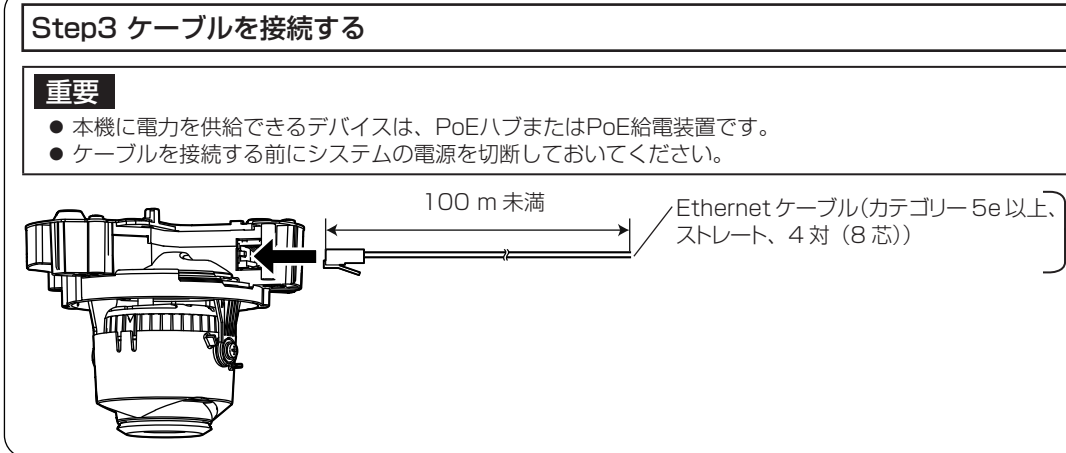 Step3 ケーブルを接続する
重要
● 本機に電力を供給できるデバイスは、PoEハブまたはPoE給電装置です。
● ケーブルを接続する前にシステムの電源を切断しておいてください。
100 m 未満
Ethernet ケーブル（カテゴリー 5e 以上、
ストレート、4 対（8 芯））